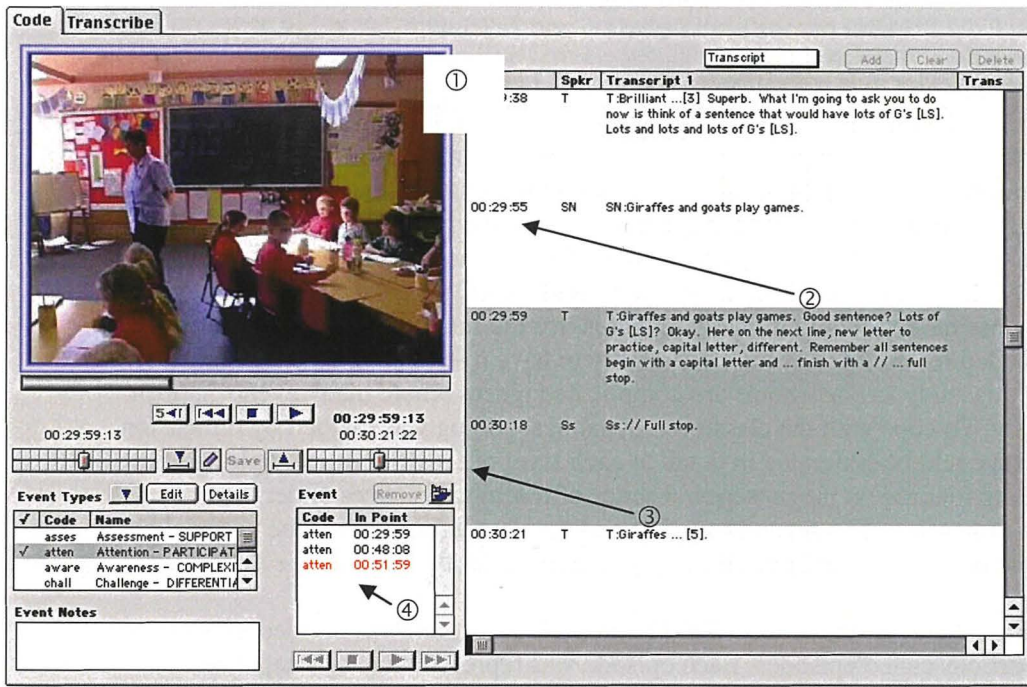 Code Transcribe
①
Transcript Add Clear Delete
Spkr Transcript 1 Trans
:38 T T:Brilliant ...[3] Superb. What I'm going to ask you to do
now is think of a sentence that would have lots of G's [LS].
Lots and lots and lots of G's [LS].
00:29:55 SN SN:Giraffes and goats play games.
②
00:29:59 T T:Giraffes and goats play games. Good sentence? Lots of
G's [LS]? Okay. Here on the next line, new letter to
practice, capital letter, different. Remember all sentences
begin with a capital letter and ... finish with a // ... full
stop.
00:30:18 Ss Ss:// Full stop.
③
00:30:21 T T:Giraffes ... [5].
5
00:29:59:13
00:29:59:13 00:30:21:22
Save
Event Types Edit Details
√ Code Name
asses Assessment - SUPPORT
√ atten Attention - PARTICIPAT
aware Awareness - COMPLEXI
chall Challenge - DIFFERENTIA
Event Notes
Event Remove
Code In Point
atten 00:29:59
atten 00:48:08
atten 00:51:59
④